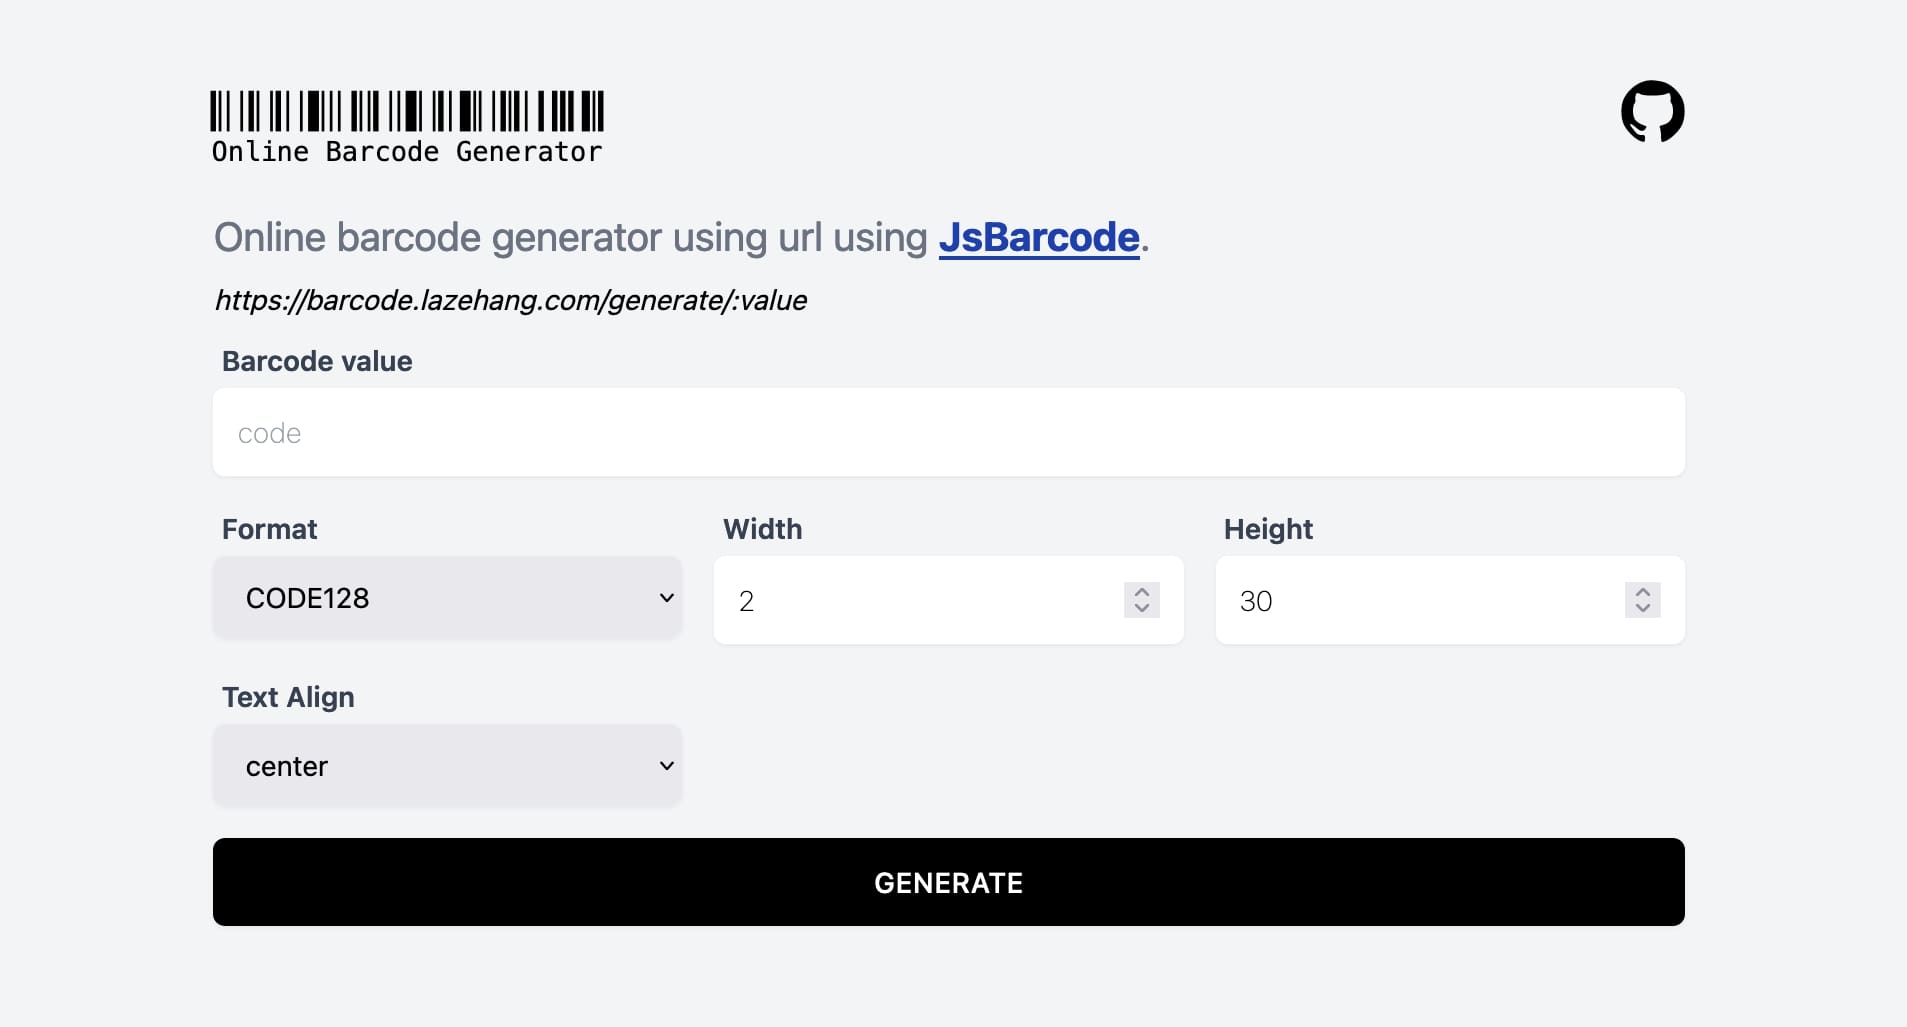 Online Barcode Generator
Online barcode generator using url using JsBarcode.
https://barcode.lazehang.com/generate/:value
Barcode value
code
Format
Width
Height
CODE128
2
30
Text Align
center
GENERATE